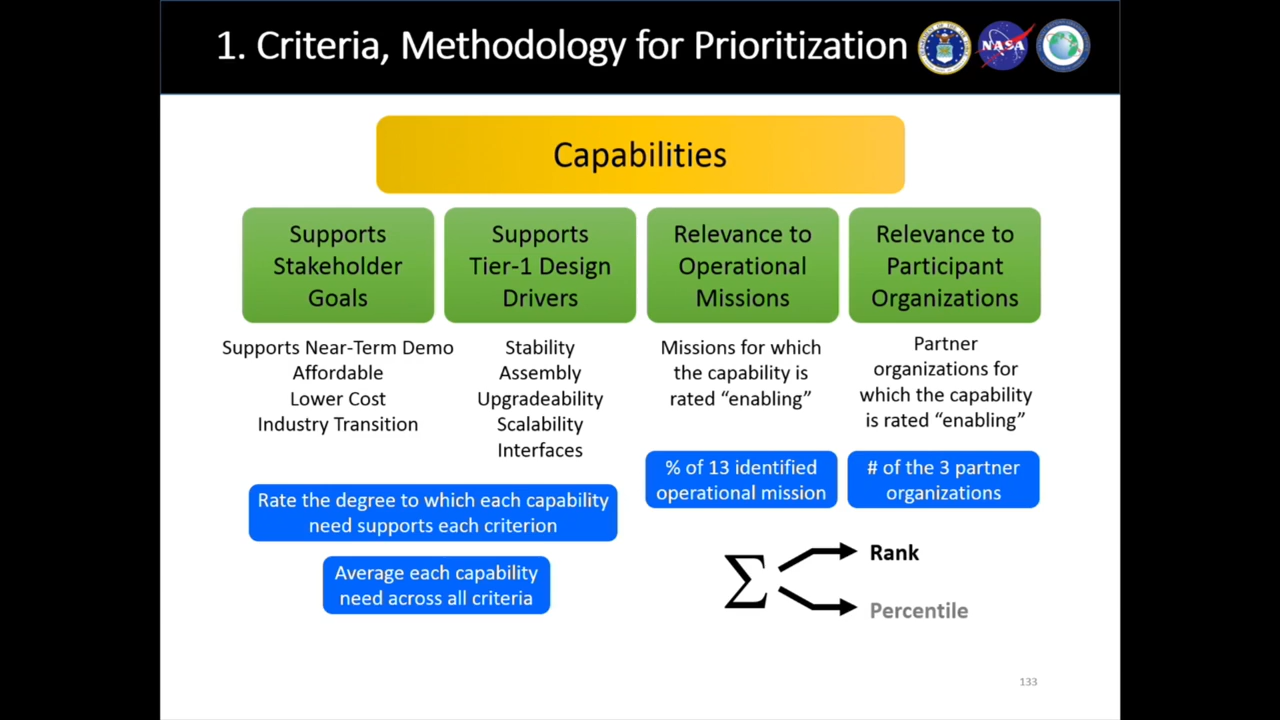 1. Criteria, Methodology for Prioritization
NASA
Capabilities
Supports
Stakeholder
Goals
Supports
Tier-1 Design
Drivers
Relevance to
Operational
Missions
Relevance to
Participant
Organizations
Supports Near-Term Demo
Affordable
Lower Cost
Industry Transition
Stability
Assembly
Upgradeability
Scalability
Interfaces
Missions for which
the capability is
rated “enabling”
Partner
organizations for
which the capability
is rated “enabling”
Rate the degree to which each capability
need supports each criterion
Average each capability
need across all criteria
% of 13 identified
operational mission
# of the 3 partner
organizations
Σ
Rank
Percentile
133